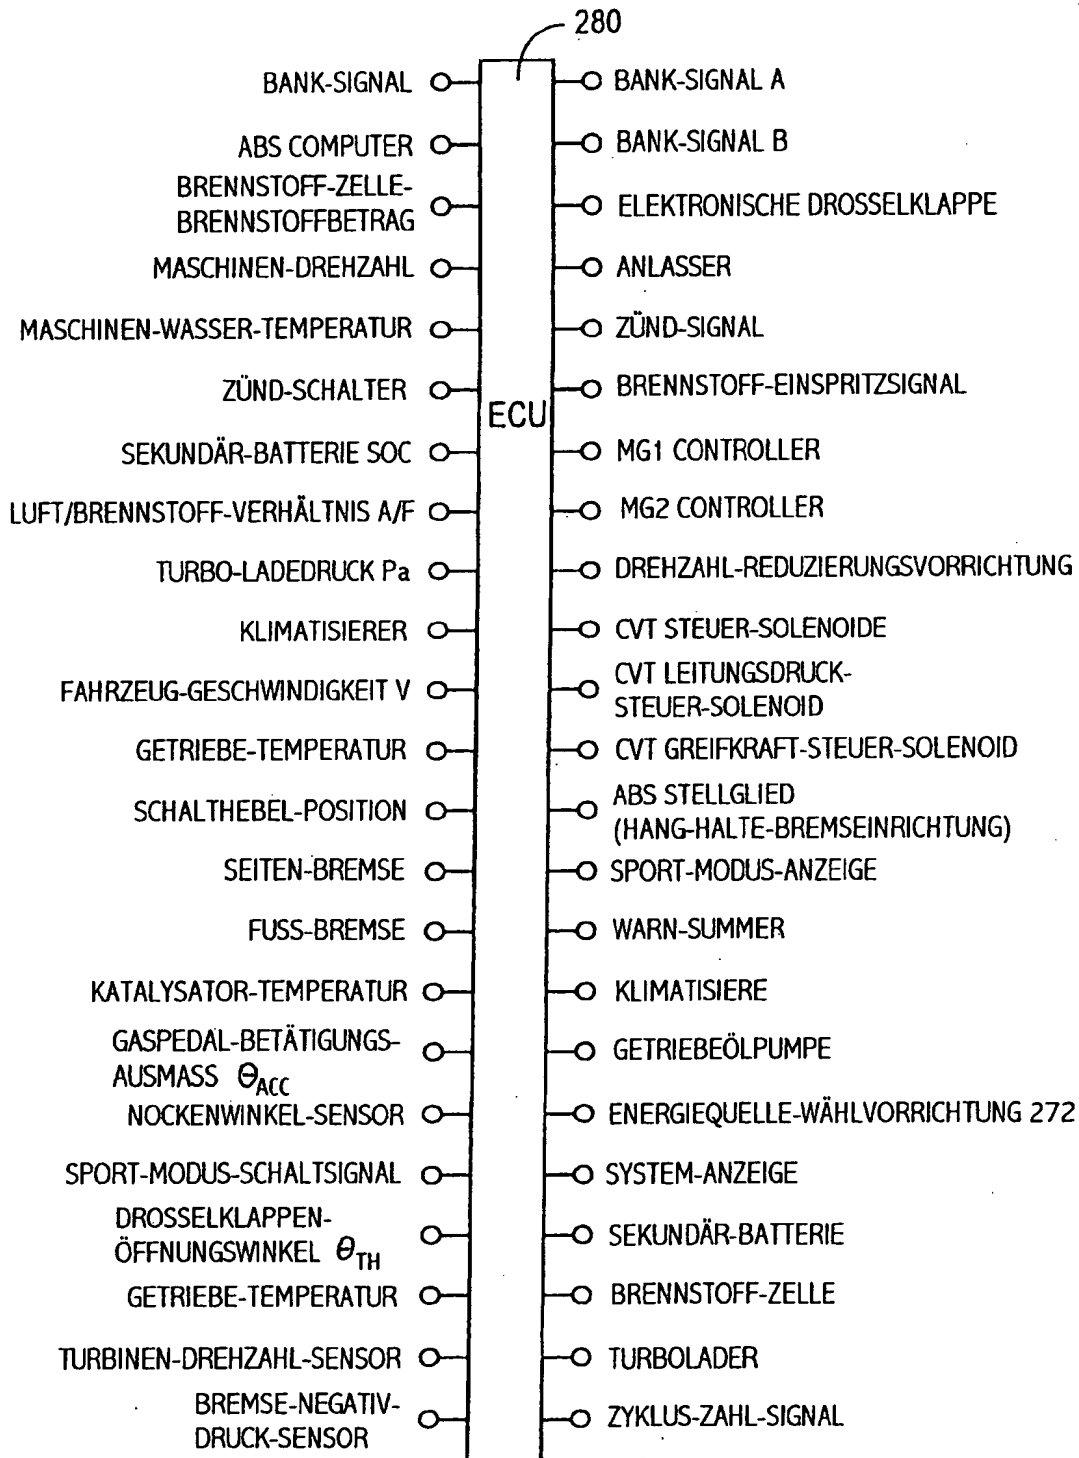 280
BANK-SIGNAL
ABS COMPUTER
BRENNSTOFF-ZELLE-
BRENNSTOFFBETRAG
MASCHINEN-DREHZAHL
MASCHINEN-WASSER-TEMPERATUR
ZÜND-SCHALTER
SEKUNDÄR-BATTERIE SOC
LUFT/BRENNSTOFF-VERHÄLTNIS A/F
TURBO-LADEDRUCK Pa
KLIMATISIERER
FAHRZEUG-GESCHWINDIGKEIT V
GETRIEBE-TEMPERATUR
SCHALTHEBEL-POSITION
SEITEN-BREMSE
FUSS-BREMSE
KATALYSATOR-TEMPERATUR
GASPEDAL-BETÄTIGUNGS-
AUSMASS ΘACC
NOCKENWINKEL-SENSOR
SPORT-MODUS-SCHALTSIGNAL
DROSSELKLAPPEN-
ÖFFNUNGSWINKEL ΘTH
GETRIEBE-TEMPERATUR
TURBINEN-DREHZAHL-SENSOR
BREMSE-NEGATIV-
DRUCK-SENSOR
ECU
BANK-SIGNAL A
BANK-SIGNAL B
ELEKTRONISCHE DROSSELKLAPPE
ANLASSER
ZÜND-SIGNAL
BRENNSTOFF-EINSPRITZSIGNAL
MG1 CONTROLLER
MG2 CONTROLLER
DREHZAHL-REDUZIERUNGSVORRICHTUNG
CVT STEUER-SOLENOIDE
CVT LEITUNGSDRUCK-
STEUER-SOLENOID
CVT GREIFKRAFT-STEUER-SOLENOID
ABS STELLGLIED
(HANG-HALTE-BREMSEINRICHTUNG)
SPORT-MODUS-ANZEIGE
WARN-SUMMER
KLIMATISIERE
GETRIEBEÖLPUMPE
ENERGIEQUELLE-WÄHLVORRICHTUNG 272
SYSTEM-ANZEIGE
SEKUNDÄR-BATTERIE
BRENNSTOFF-ZELLE
TURBOLADER
ZYKLUS-ZAHL-SIGNAL